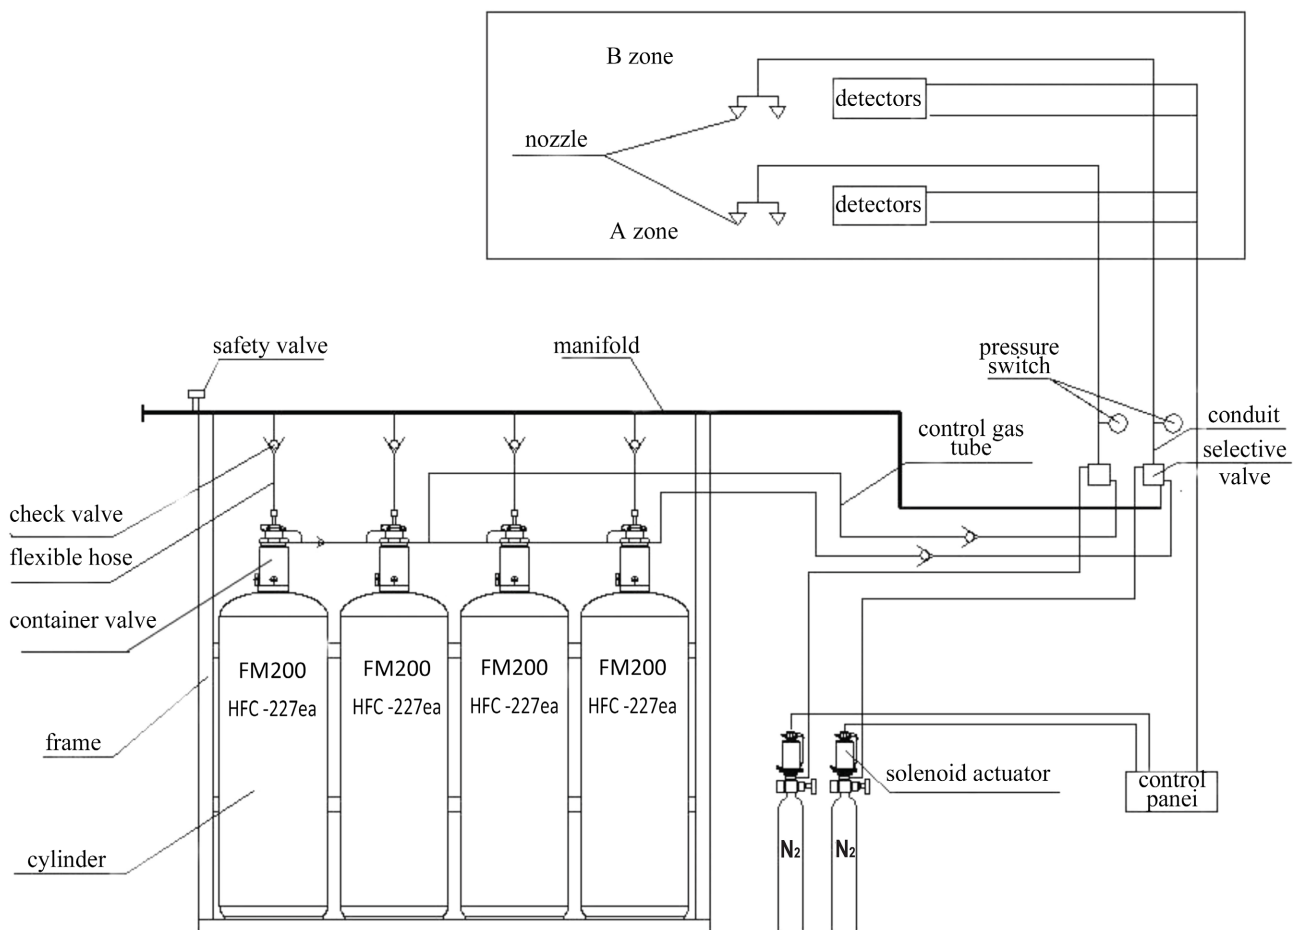 B zone
detectors
nozzle
detectors
A zone
safety valve
manifold
pressure
switch
conduit
control gas
tube
selective
valve
check valve
flexible hose
container valve
FM200
HFC -227ea
FM200
HFC -227ea
FM200
HFC -227ea
FM200
HFC -227ea
frame
solenoid actuator
control
panei
cylinder
N2
N2